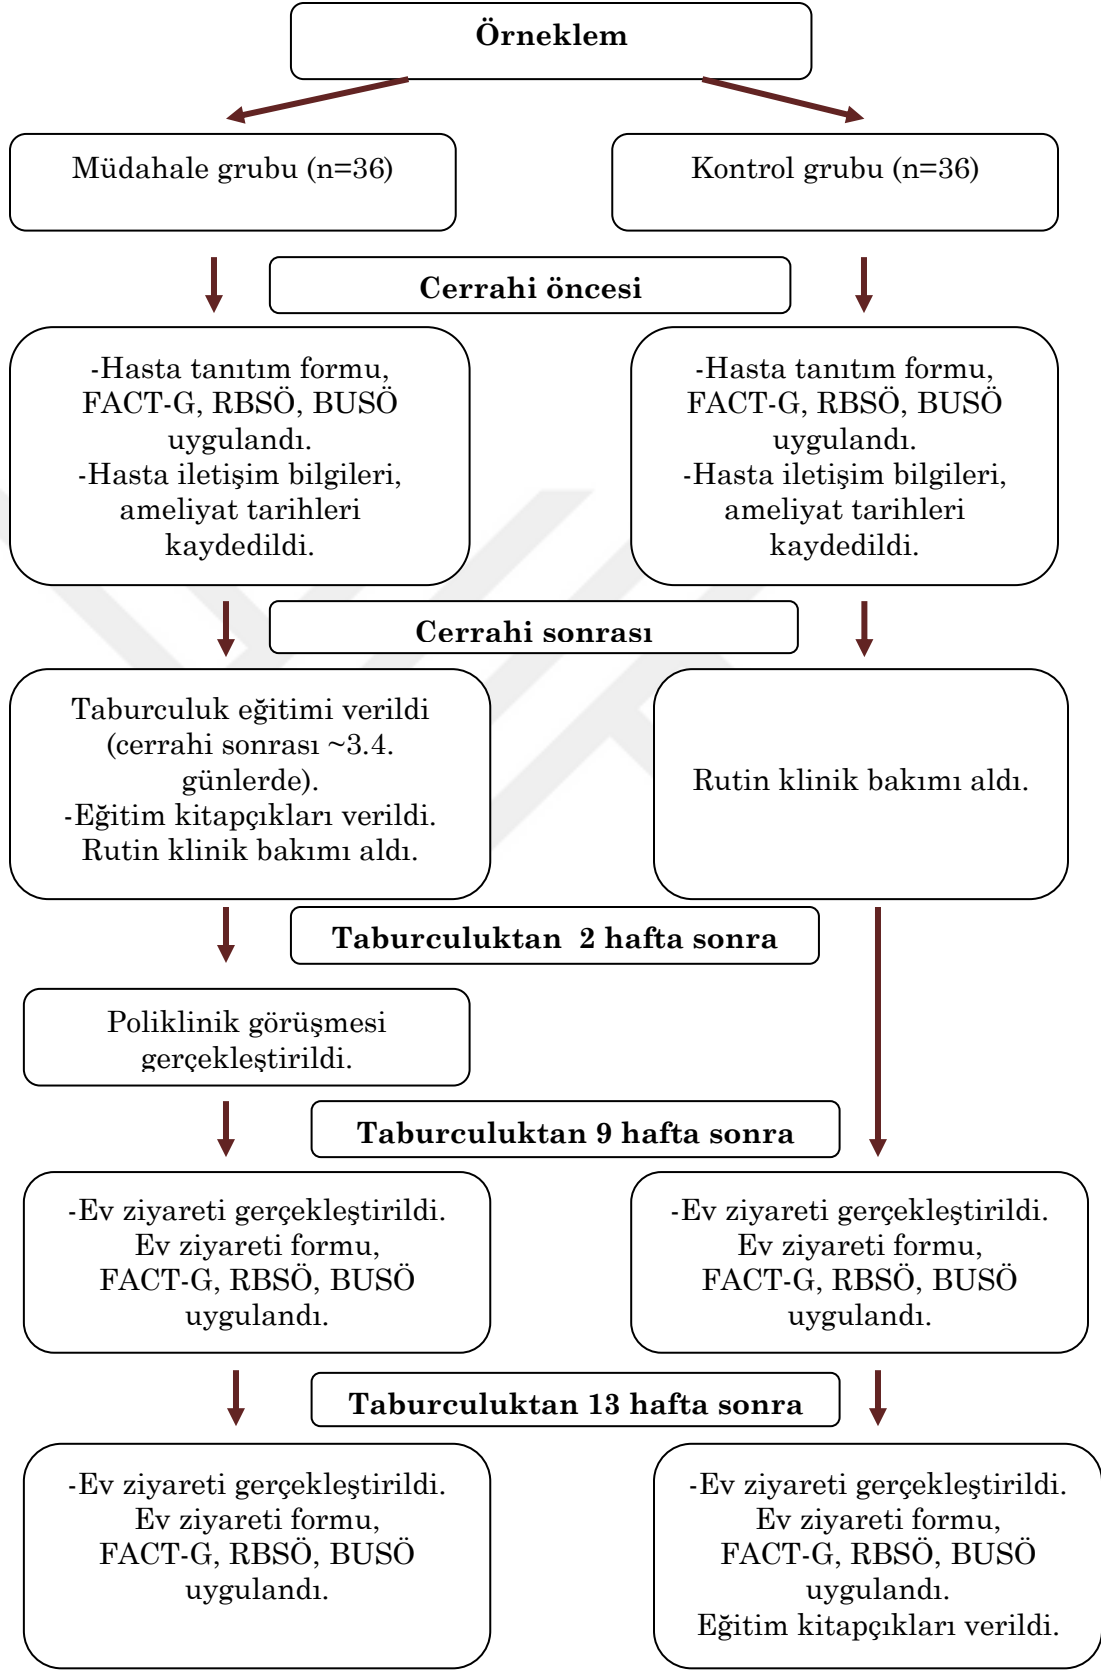 Örneklem
Müdahale grubu (n=36)
Kontrol grubu (n=36)
Cerrahi öncesi
-Hasta tanıtım formu,
FACT-G, RBSÖ, BUSÖ
uygulandı.
-Hasta iletişim bilgileri,
ameliyat tarihleri
kaydedildi.
-Hasta tanıtım formu,
FACT-G, RBSÖ, BUSÖ
uygulandı.
-Hasta iletişim bilgileri,
ameliyat tarihleri
kaydedildi.
Cerrahi sonrası
Taburculuk eğitimi verildi
(cerrahi sonrası ~3.4.
günlerde).
-Eğitim kitapçıkları verildi.
Rutin klinik bakımı aldı.
Rutin klinik bakımı aldı.
Taburculuktan 2 hafta sonra
Poliklinik görüşmesi
gerçekleştirildi.
Taburculuktan 9 hafta sonra
-Ev ziyareti gerçekleştirildi.
Ev ziyareti formu,
FACT-G, RBSÖ, BUSÖ
uygulandı.
-Ev ziyareti gerçekleştirildi.
Ev ziyareti formu,
FACT-G, RBSÖ, BUSÖ
uygulandı.
Taburculuktan 13 hafta sonra
-Ev ziyareti gerçekleştirildi.
Ev ziyareti formu,
FACT-G, RBSÖ, BUSÖ
uygulandı.
-Ev ziyareti gerçekleştirildi.
Ev ziyareti formu,
FACT-G, RBSÖ, BUSÖ
uygulandı.
Eğitim kitapçıkları verildi.